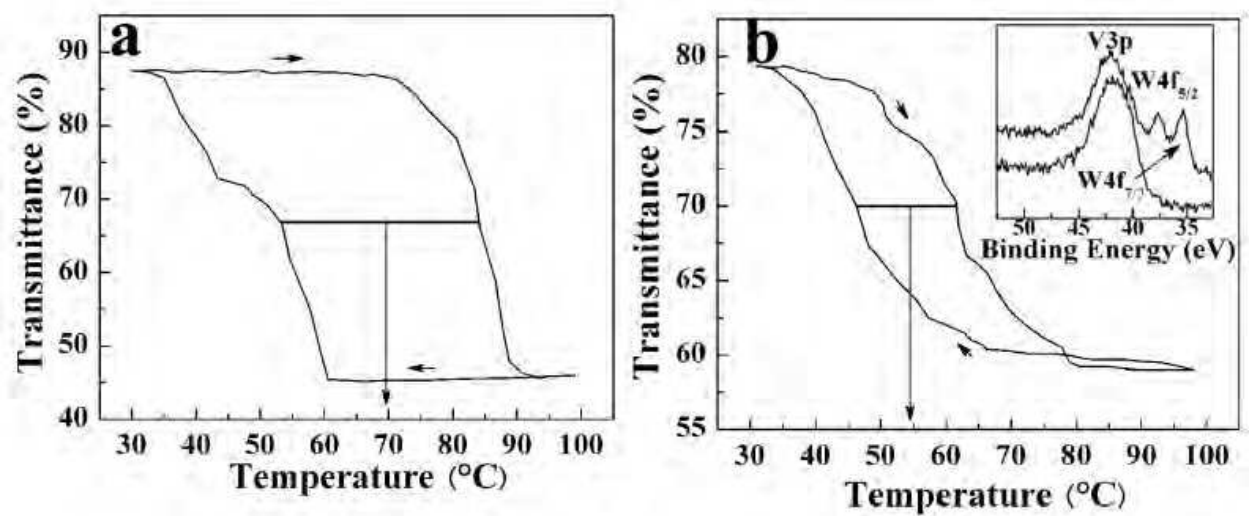 a
90
80
70
60
50
40
Transmittance (%)
30 40 50 60 70 80 90 100
Temperature (°C)
b
80
75
70
65
60
55
Transmittance (%)
30 40 50 60 70 80 90 100
Temperature (°C)
V3p
W4f5/2
W4f7/2
50 45 40 35
Binding Energy (eV)